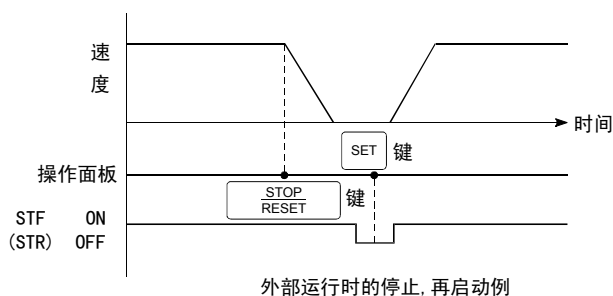 速
度
时间
SET 键
操作面板
STOP
RESET 键
STF ON
(STR) OFF
外部运行时的停止, 再启动例